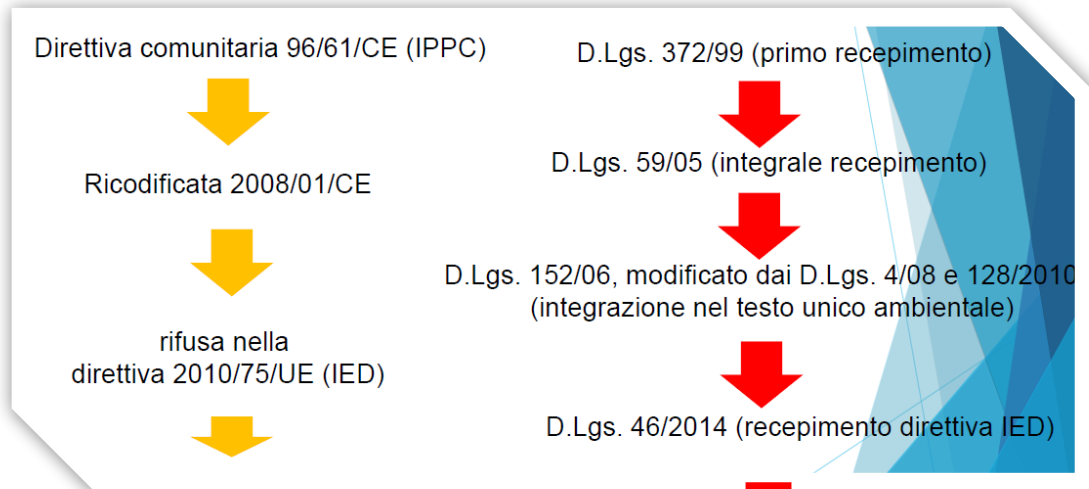 Direttiva comunitaria 96/61/CE (IPPC)
Ricodificata 2008/01/CE
rifusa nella
direttiva 2010/75/UE (IED)
D.Lgs. 372/99 (primo recepimento)
D.Lgs. 59/05 (integrale recepimento)
D.Lgs. 152/06, modificato dai D.Lgs. 4/08 e 128/2010
(integrazione nel testo unico ambientale)
D.Lgs. 46/2014 (recepimento direttiva IED)